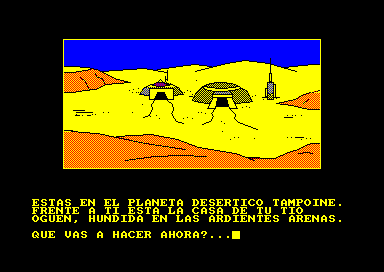 ESTAS EN EL PLANETA DESERTICO TAMPOINE.
FRENTE A TI ESTA LA CASA DE TU TIO
OGUEN, HUNDIDA EN LAS ARDIENTES ARENAS.
QUE VAS A HACER AHORA?...